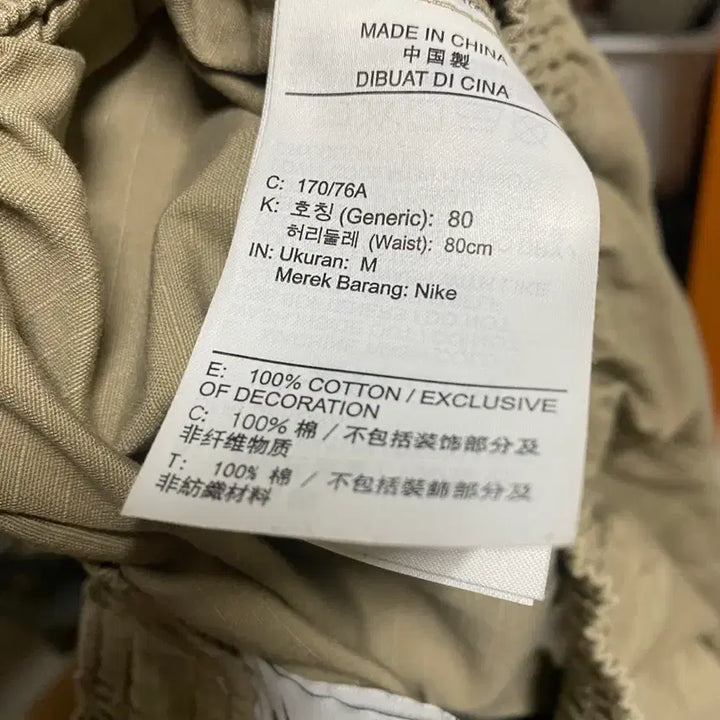 MADE IN CHINA
中国製
DIBUAT DI CINA
C: 170/76A
K: 호칭 (Generic): 80
허리둘레 (Waist): 80cm
IN: Ukuran: M
Merek Barang: Nike
E: 100% COTTON / EXCLUSIVE
OF DECORATION
C: 100% 棉 / 不包括装饰部分及
非纤维物质
T: 100% 棉 / 不包括裝飾部分及
非紡織材料